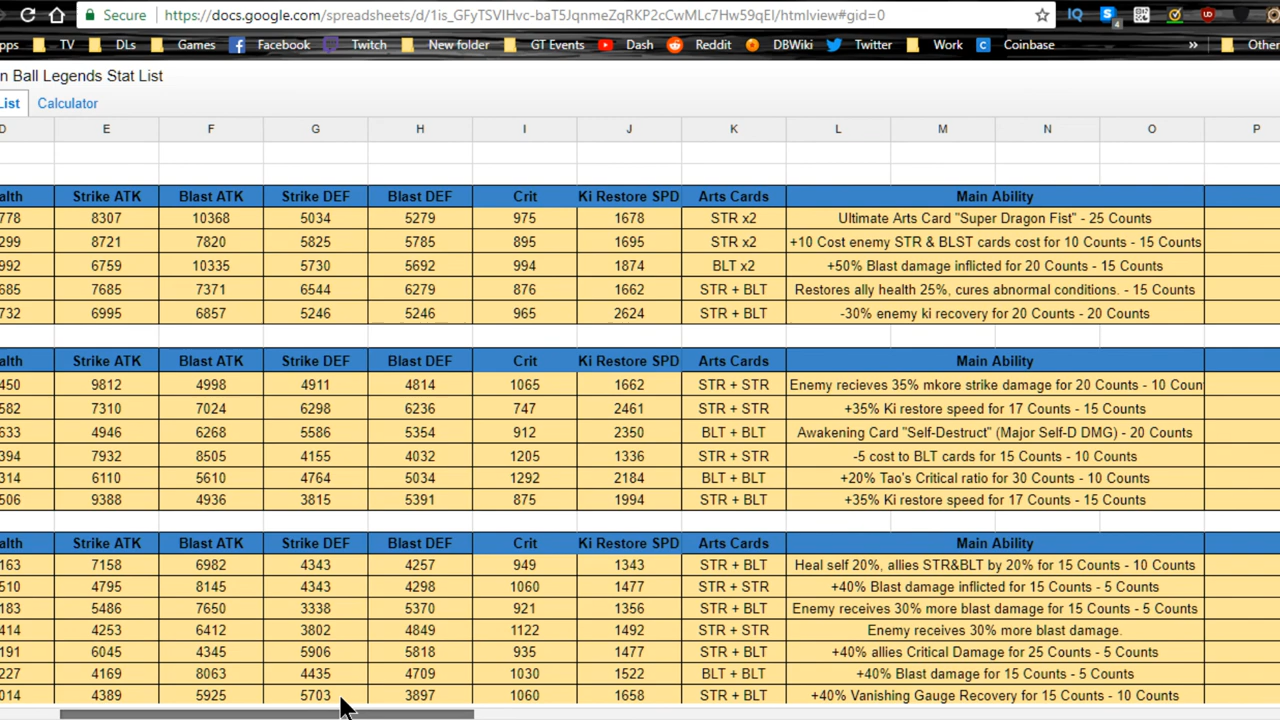 Secure https://docs.google.com/spreadsheets/d/1is_GFyTSVIHvc-baT5JqnmeZqRKP2cCwMLc7Hw59qEI/htmlview#gid=0
pps TV DLs Games Facebook Twitch New folder GT Events Dash Reddit DBWiki Twitter Work Coinbase » Other
n Ball Legends Stat List
List Calculator
D E F G H I J K L M N O P
alth Strike ATK Blast ATK Strike DEF Blast DEF Crit Ki Restore SPD Arts Cards Main Ability
778 8307 10368 5034 5279 975 1678 STR x2 Ultimate Arts Card "Super Dragon Fist" - 25 Counts
299 8721 7820 5825 5785 895 1695 STR x2 +10 Cost enemy STR & BLST cards cost for 10 Counts - 15 Counts
992 6759 10335 5730 5692 994 1874 BLT x2 +50% Blast damage inflicted for 20 Counts - 15 Counts
685 7685 7371 6544 6279 876 1662 STR + BLT Restores ally health 25%, cures abnormal conditions. - 15 Counts
732 6995 6857 5246 5246 965 2624 STR + BLT -30% enemy ki recovery for 20 Counts - 20 Counts
alth Strike ATK Blast ATK Strike DEF Blast DEF Crit Ki Restore SPD Arts Cards Main Ability
450 9812 4998 4911 4814 1065 1662 STR + STR Enemy recieves 35% mkore strike damage for 20 Counts - 10 Coun
582 7310 7024 6298 6236 747 2461 STR + STR +35% Ki restore speed for 17 Counts - 15 Counts
633 4946 6268 5586 5354 912 2350 BLT + BLT Awakening Card "Self-Destruct" (Major Self-D DMG) - 20 Counts
394 7932 8505 4155 4032 1205 1336 STR + STR -5 cost to BLT cards for 15 Counts - 10 Counts
314 6110 5610 4764 5034 1292 2184 BLT + BLT +20% Tao's Critical ratio for 30 Counts - 10 Counts
506 9388 4936 3815 5391 875 1994 STR + BLT +35% Ki restore speed for 17 Counts - 15 Counts
alth Strike ATK Blast ATK Strike DEF Blast DEF Crit Ki Restore SPD Arts Cards Main Ability
163 7158 6982 4343 4257 949 1343 STR + BLT Heal self 20%, allies STR&BLT by 20% for 15 Counts - 10 Counts
510 4795 8145 4342 4298 1060 1477 STR + STR +40% Blast damage inflicted for 15 Counts - 5 Counts
183 5486 7650 3338 5370 921 1356 STR + BLT Enemy receives 30% more blast damage for 15 Counts - 5 Counts
414 4253 6412 3802 4849 1122 1492 STR + STR Enemy receives 30% more blast damage.
191 6045 4345 5906 5818 935 1477 STR + BLT +40% allies Critical Damage for 25 Counts - 5 Counts
227 4169 8063 4435 4709 1030 1522 BLT + BLT +40% Blast damage for 15 Counts - 5 Counts
014 4389 5925 5703 3897 1060 1658 STR + BLT +40% Vanishing Gauge Recovery for 15 Counts - 10 Counts